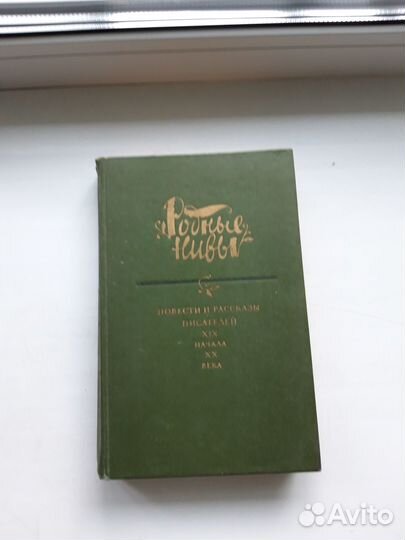 Родные
нивы
ПОВЕСТИ И РАССКАЗЫ
ПИСАТЕЛЕЙ
XIX
НАЧАЛА
XX
ВЕКА
Avito